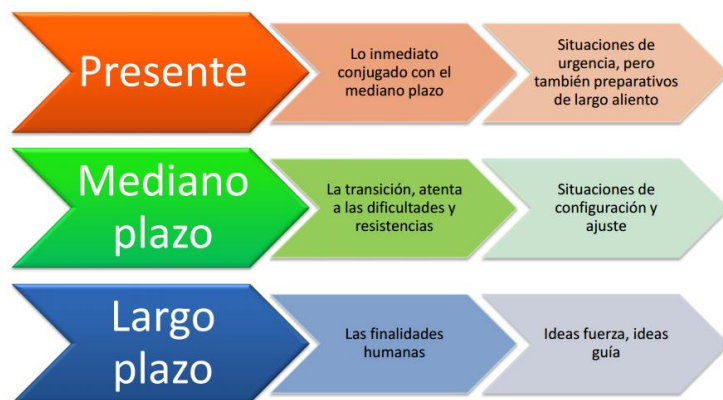 Presente
Lo inmediato
conjugado con el
mediano plazo
Situaciones de
urgencia, pero
también preparativos
de largo aliento
Mediano
plazo
La transición, atenta
a las dificultades y
resistencias
Situaciones de
configuración y
ajuste
Largo
plazo
Las finalidades
humanas
Ideas fuerza, ideas
guía